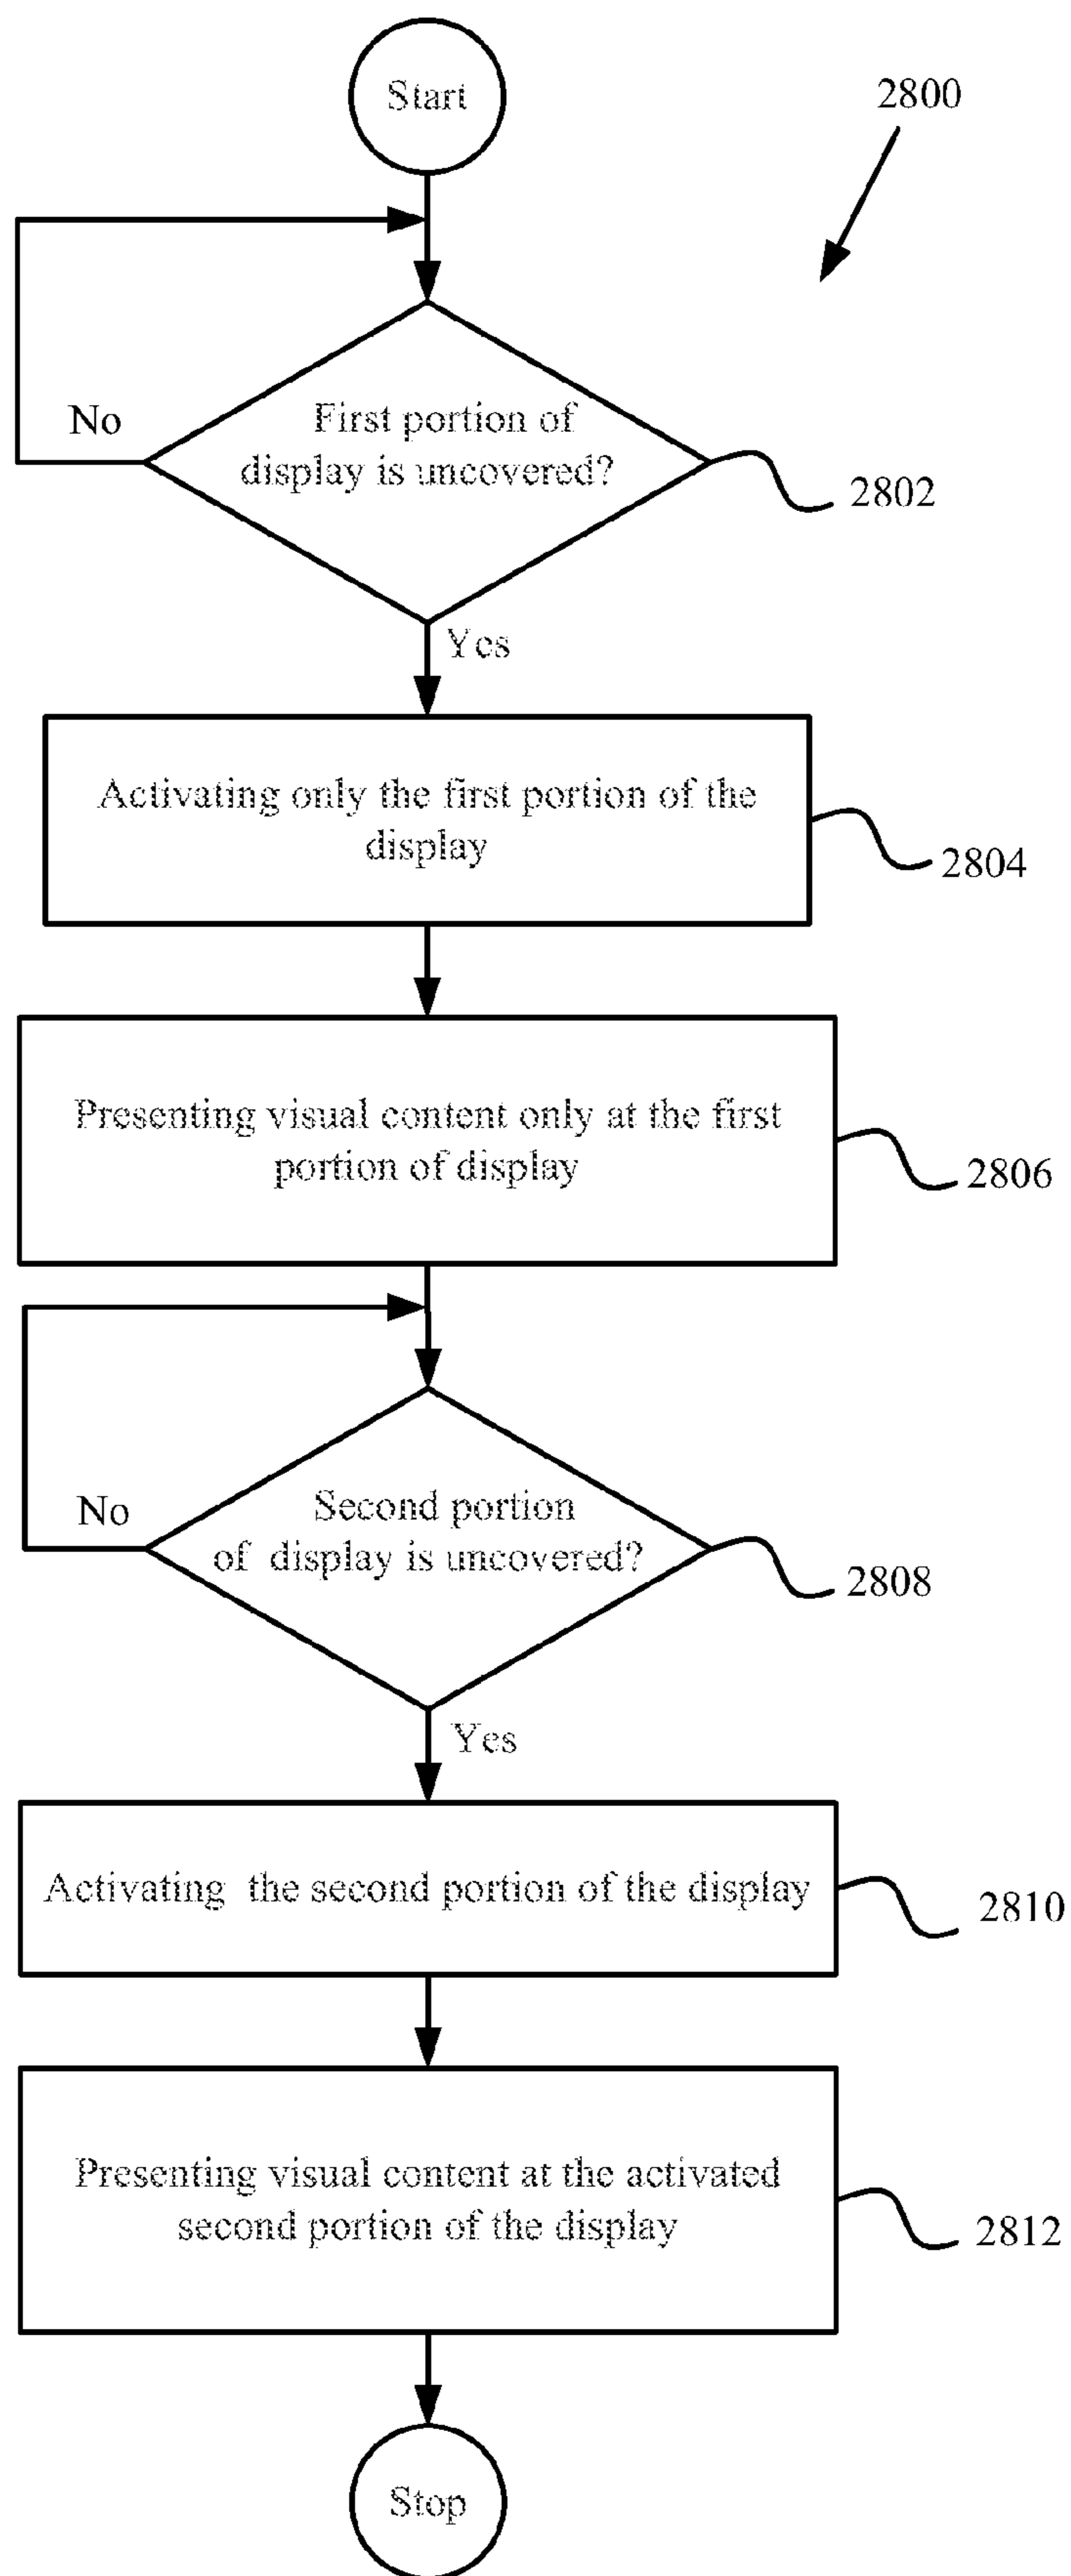 Start
2800
No
First portion of
display is uncovered?
2802
Yes
Activating only the first portion of the
display
2804
Presenting visual content only at the first
portion of display
2806
No
Second portion
of display is uncovered?
2808
Yes
Activating the second portion of the display
2810
Presenting visual content at the activated
second portion of the display
2812
Stop